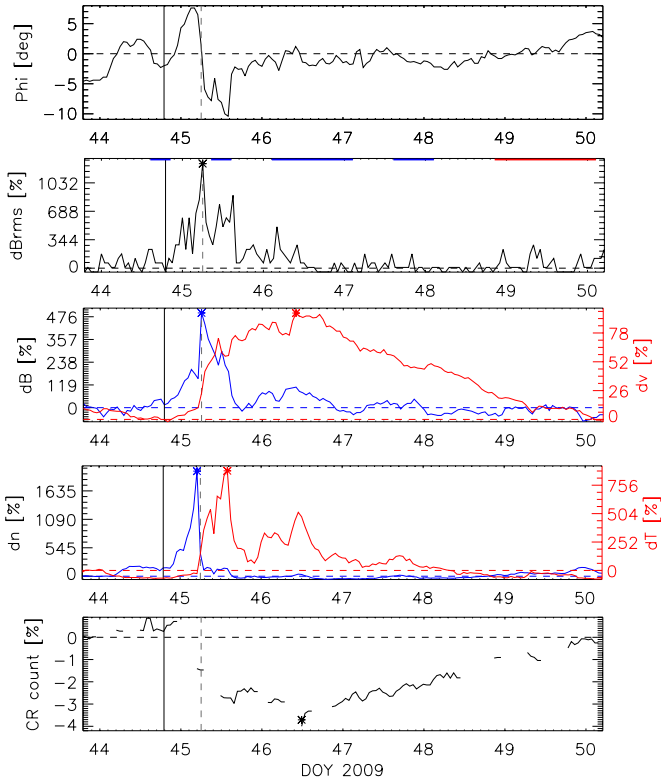 Phi [deg]
5
0
-5
-10
44 45 46 47 48 49 50
dBrms [%]
1032
688
344
0
44 45 46 47 48 49 50
dB [%]
476
357
238
119
0
dv [%]
78
52
26
0
44 45 46 47 48 49 50
dn [%]
1635
1090
545
0
dT [%]
756
504
252
0
44 45 46 47 48 49 50
CR count [%]
0
-1
-2
-3
-4
44 45 46 47 48 49 50
DOY 2009